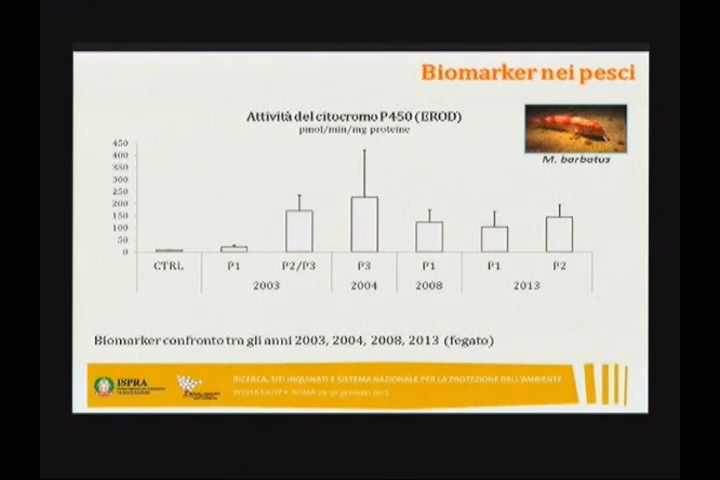 Biomarker nei pesci
Attività del citocromo P450 (EROD)
pmol/min/mg proteine
M. barbatus
450
400
350
300
250
200
150
100
50
0
CTRL P1 P2/P3 P3 P1 P1 P2
2003 2004 2008 2013
Biomarker confronto tra gli anni 2003, 2004, 2008, 2013 (fegato)
ISPRA
RICERCA, SITI INQUINATI E SISTEMA NAZIONALE PER LA PROTEZIONE DELL'AMBIENTE
WORKSHOP • ROMA